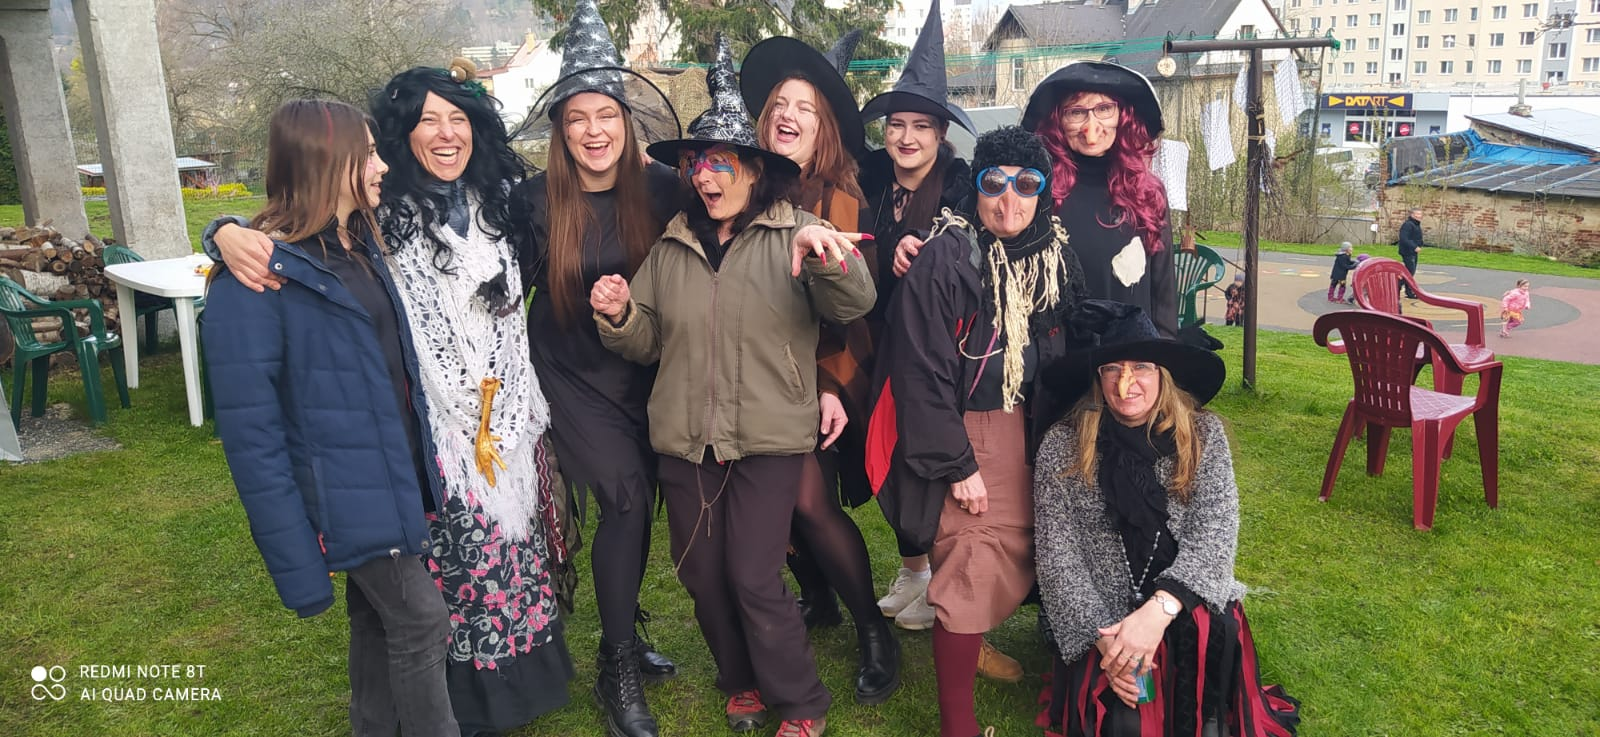 DATART
REDMI NOTE 8T
AI QUAD CAMERA